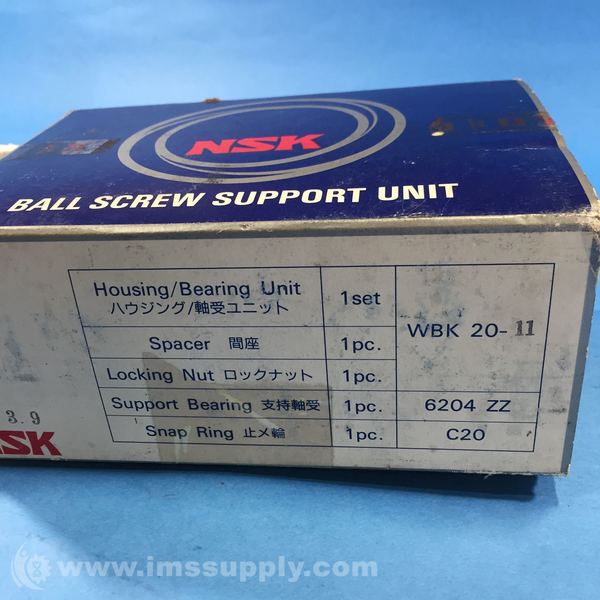 NSK
BALL SCREW SUPPORT UNIT
Housing/Bearing Unit
ハウジング/軸受ユニット
1set
WBK 20-11
Spacer 間座
1pc.
Locking Nut ロックナット
1pc.
Support Bearing 支持軸受
1pc.
6204 ZZ
Snap Ring 止メ輪
1pc.
C20
3.9
NSK
www.imssupply.com